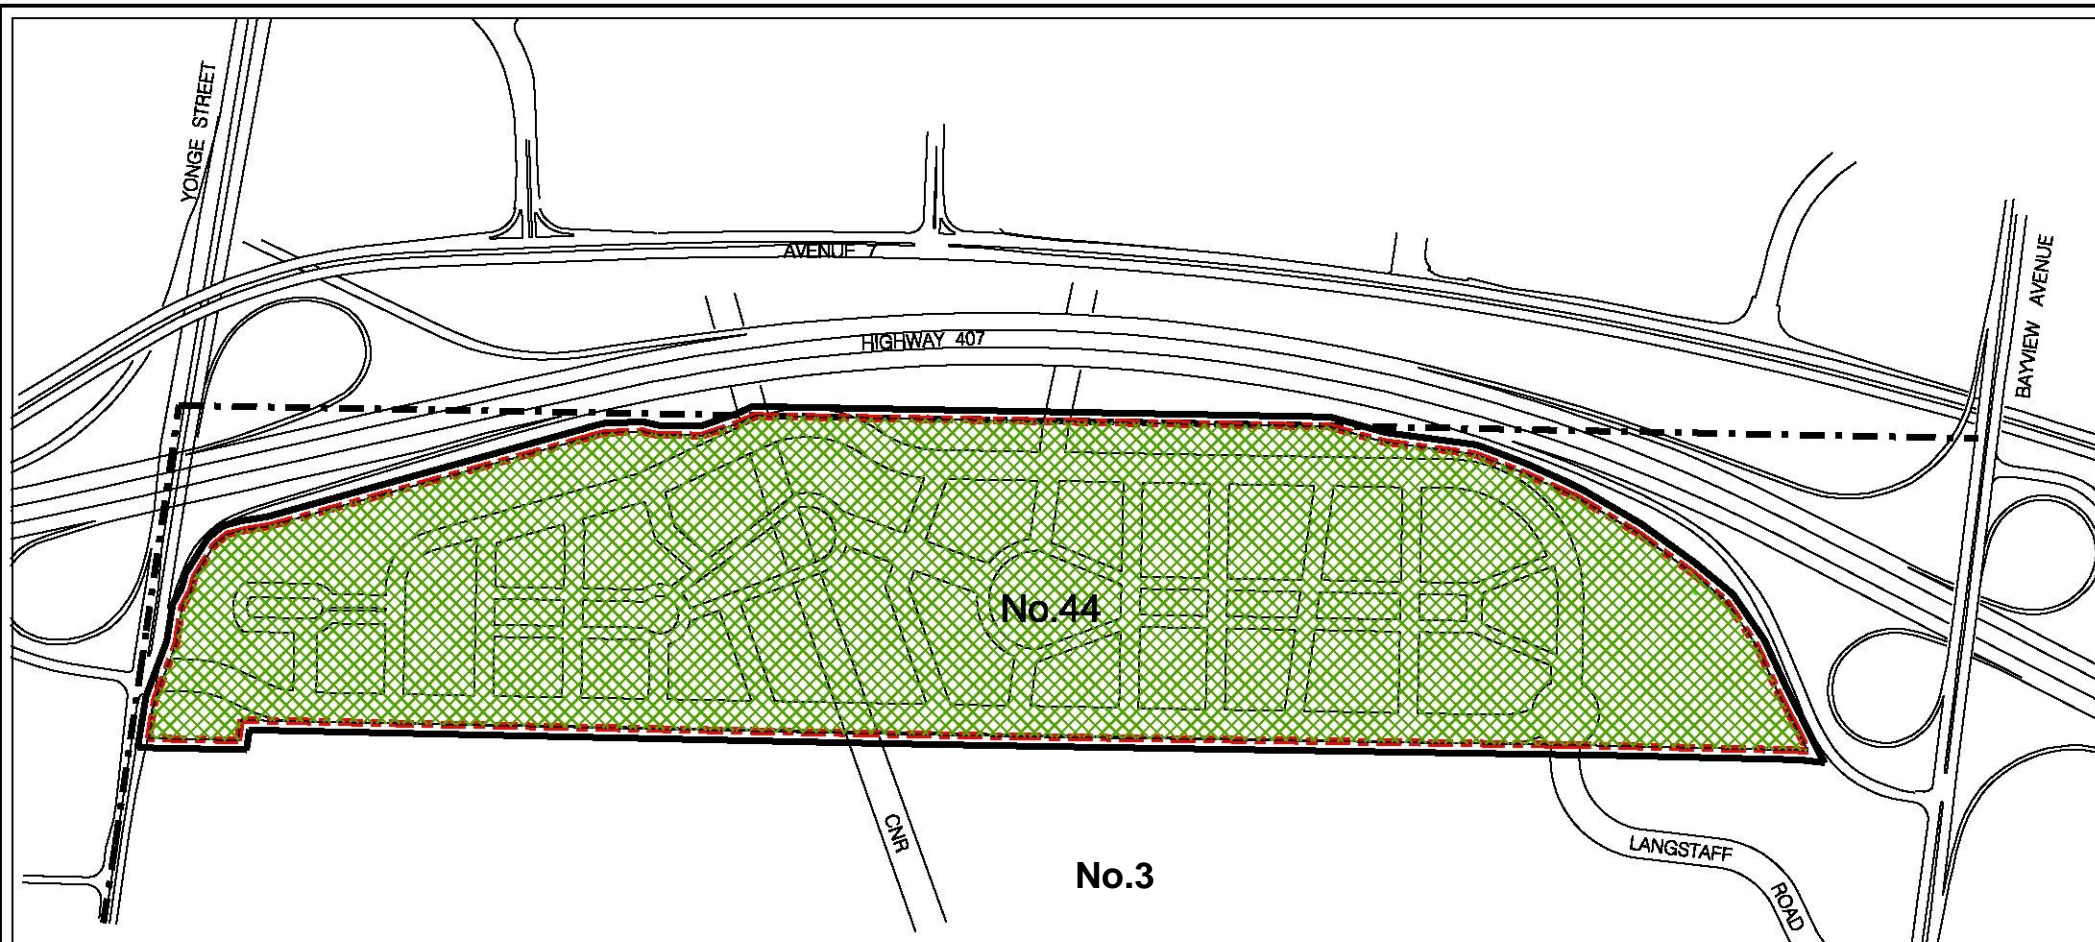 YONGE STREET
AVENUE 7
BAYVIEW AVENUE
HIGHWAY 407
No.44
CNR
LANGSTAFF
ROAD
No.3